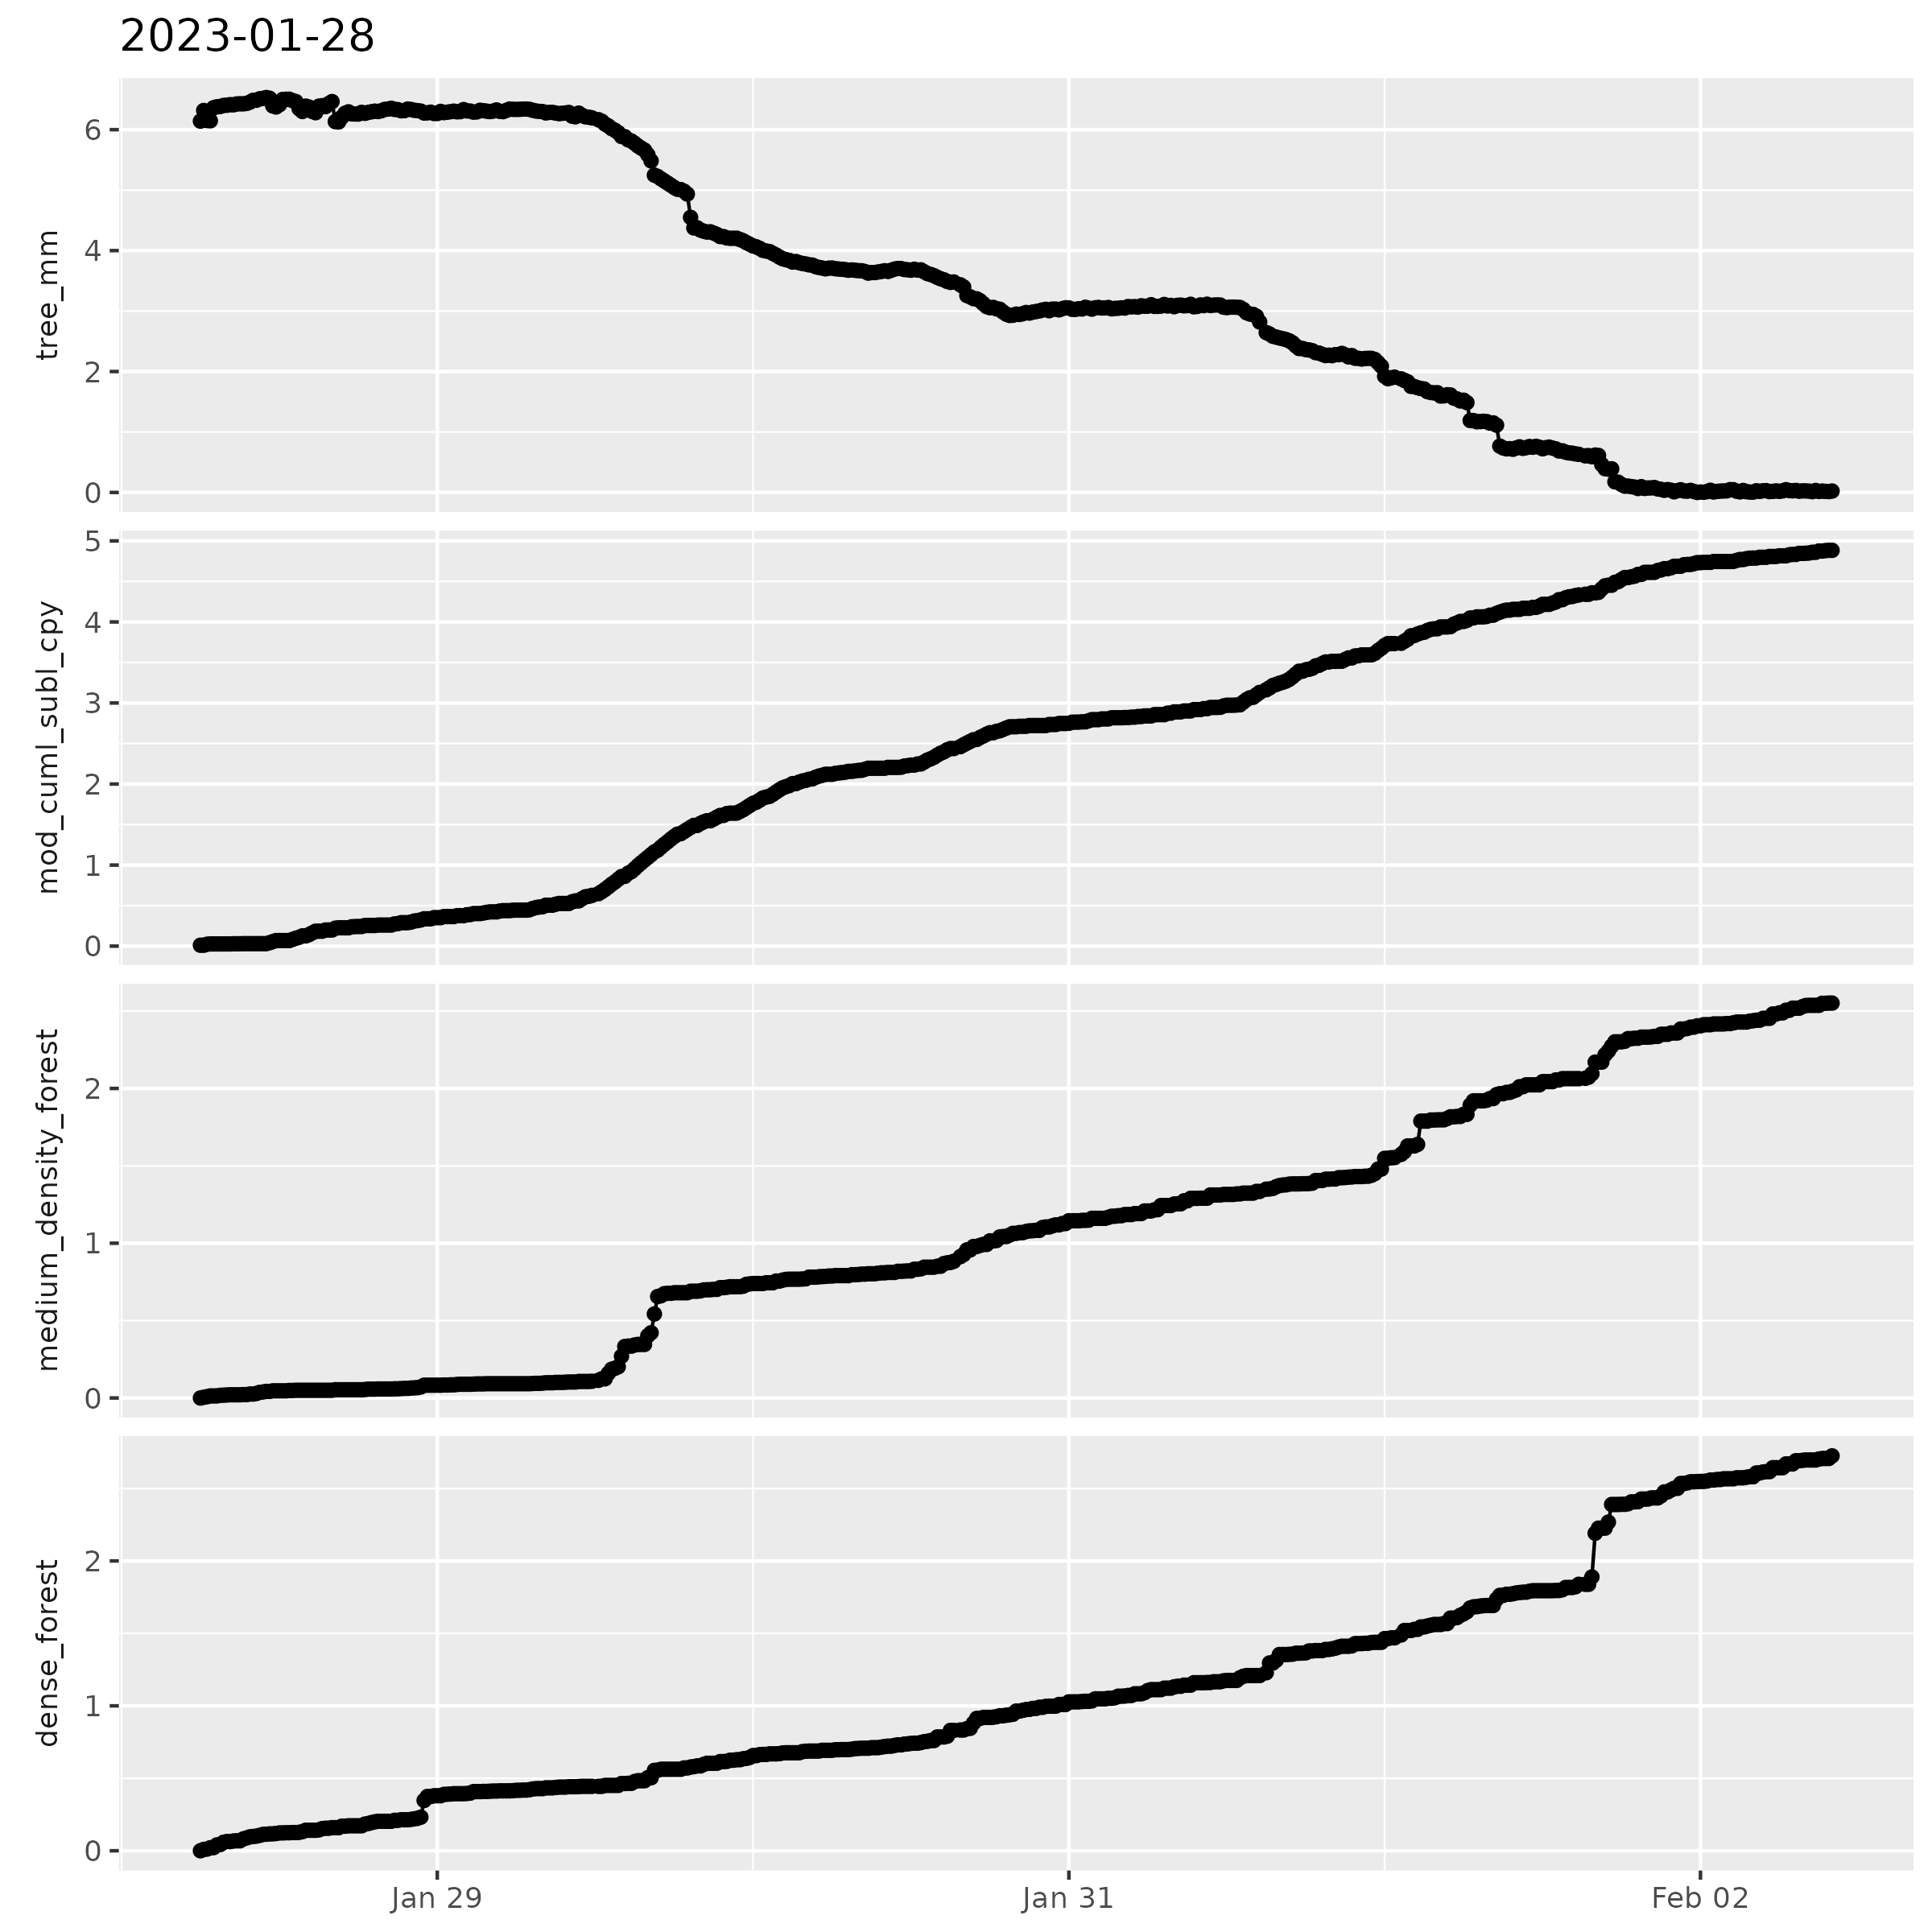 2023-01-28
tree_mm
6
4
2
0
mod_cuml_subl_cpy
5
4
3
2
1
0
medium_density_forest
2
1
0
dense_forest
2
1
0
Jan 29
Jan 31
Feb 02